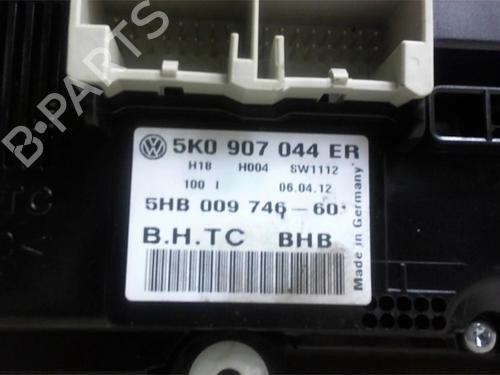 B-PARTS
5K0 907 044 ER
H18 H004 SW1112
100 I 06.04.12
5HB 009 746-60
B.H.TC BHB
Made in Germany